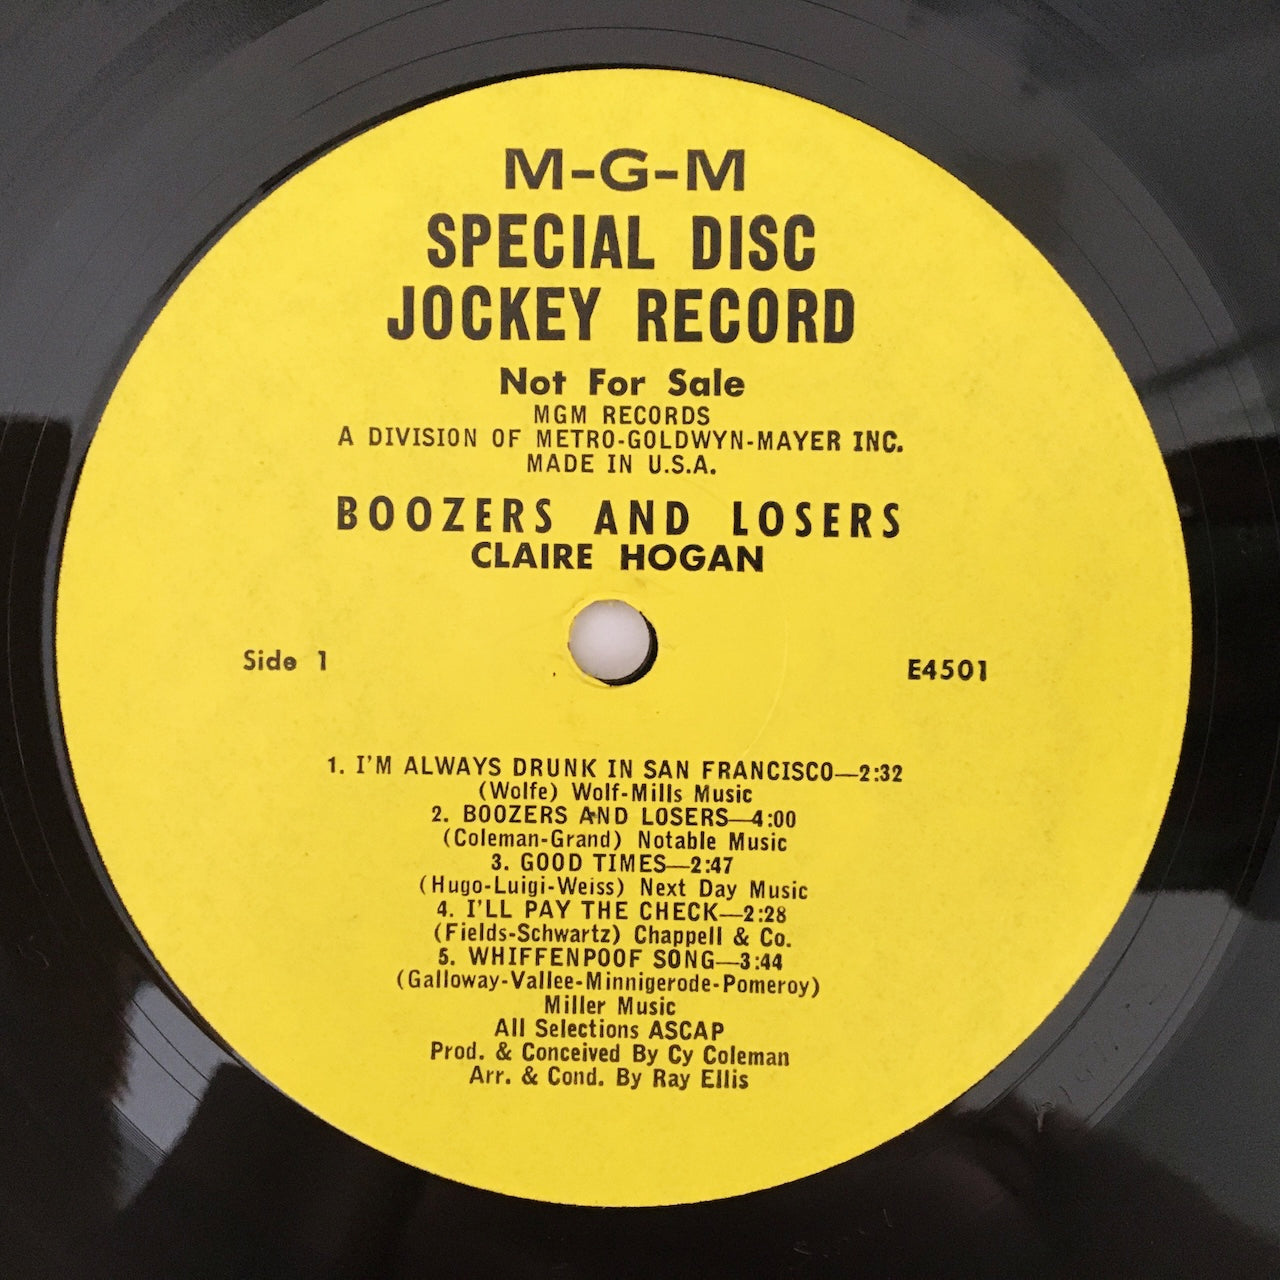 M-G-M
SPECIAL DISC
JOCKEY RECORD
Not For Sale
MGM RECORDS
A DIVISION OF METRO-GOLDWYN-MAYER INC.
MADE IN U.S.A.
BOOZERS AND LOSERS
CLAIRE HOGAN
Side 1
E4501
1. I'M ALWAYS DRUNK IN SAN FRANCISCO—2:32
(Wolfe) Wolf-Mills Music
2. BOOZERS AND LOSERS—4:00
(Coleman-Grand) Notable Music
3. GOOD TIMES—2:47
(Hugo-Luigi-Weiss) Next Day Music
4. I'LL PAY THE CHECK—2:28
(Fields-Schwartz) Chappell & Co.
5. WHIFFENPOOF SONG—3:44
(Galloway-Vallee-Minnigerode-Pomeroy)
Miller Music
All Selections ASCAP
Prod. & Conceived By Cy Coleman
Arr. & Cond. By Ray Ellis